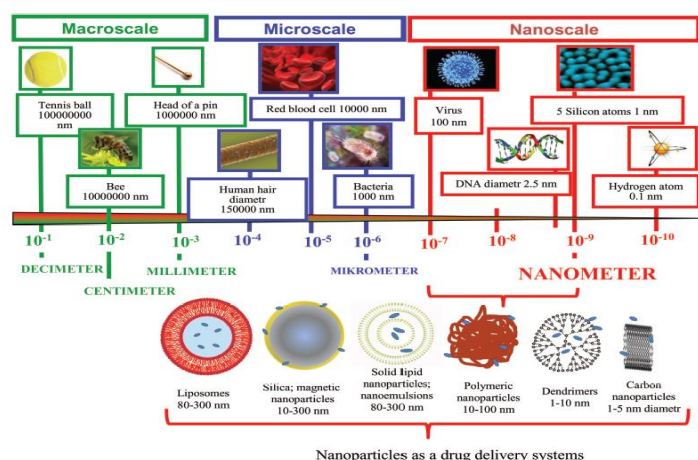 Macroscale
Microscale
Nanoscale
Tennis ball
100000000
nm
Head of a pin
1000000 nm
Red blood cell 10000 nm
Virus
100 nm
5 Silicon atoms 1 nm
Bee
10000000 nm
Human hair
diametr
150000 nm
Bacteria
1000 nm
DNA diametr 2.5 nm
Hydrogen atom
0.1 nm
10-1
10-2
10-3
10-4
10-5
10-6
10-7
10-8
10-9
10-10
DECIMETER
MILLIMETER
MIKROMETER
NANOMETER
CENTIMETER
Liposomes
80-300 nm
Silica; magnetic
nanoparticles
10-300 nm
Solid lipid
nanoparticles;
nanoemulsions
80-300 nm
Polymeric
nanoparticles
10-100 nm
Dendrimers
1-10 nm
Carbon
nanoparticles
1-5 nm diametr
Nanoparticles as a drug delivery systems